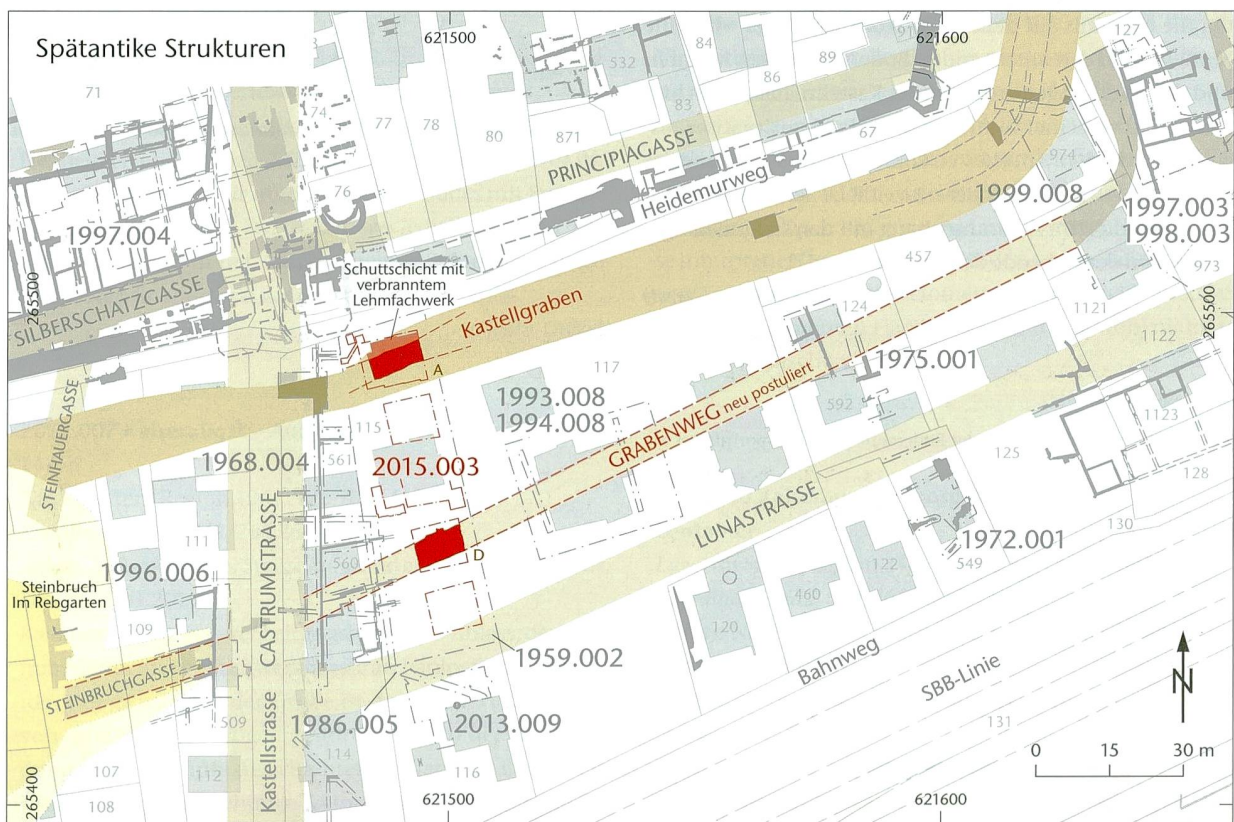 Spätantike Strukturen
621500
621600
71
74
77
78
80
871
532
83
84
86
89
91
67
127
974
76
PRINCIPIAGASSE
Heidemurweg
1999.008
1997.003
1998.003
1997.004
SILBERSCHATZGASSE
265500
265500
Schuttschicht mit
verbranntem
Lehmfachwerk
Kastellgraben
A
457
973
124
1121
1122
117
1993.008
1994.008
1975.001
592
GRABENWEG neu postuliert
STEINHAUERGASSE
115
561
1968.004
2015.003
1123
125
128
LUNASTRASSE
111
560
D
1972.001
130
549
122
460
120
1996.006
Steinbruch
Im Rebgarten
109
CASTRUMSTRASSE
STEINBRUCHGASSE
1959.002
Bahnweg
SBB-Linie
N
509
1986.005
2013.009
131
Kastellstrasse
114
116
107
112
108
0 15 30 m
265400
621500
621600